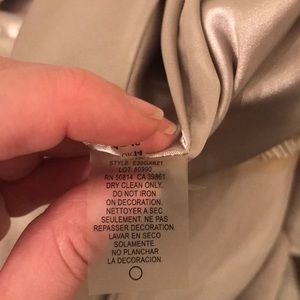 LOT 80990
RN 50814 CA 39861
DRY CLEAN ONLY.
DO NOT IRON
ON DECORATION.
NETTOYER A SEC
SEULEMENT. NE PAS
REPASSER DECORATION.
LAVAR EN SECO
SOLAMENTE.
NO PLANCHAR
LA DECORACION.